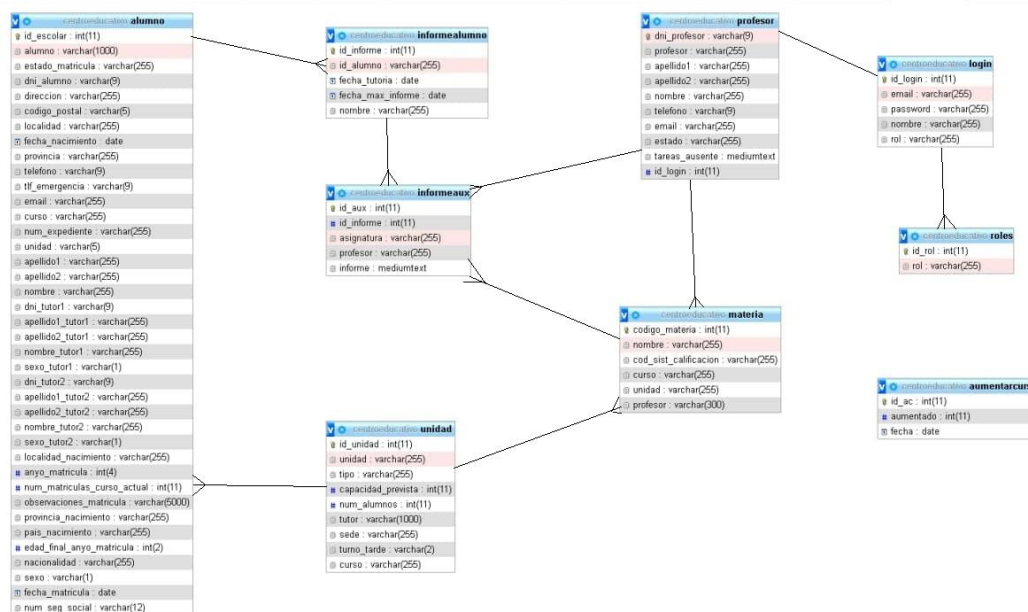 centroeducativo alumno
id_escolar : int(11)
alumno : varchar(1000)
estado_matricula : varchar(255)
dni_alumno : varchar(9)
direccion : varchar(255)
codigo_postal : varchar(5)
localidad : varchar(255)
fecha_nacimiento : date
provincia : varchar(255)
telefono : varchar(9)
tlf_emergencia : varchar(9)
email : varchar(255)
curso : varchar(255)
num_expediente : varchar(255)
unidad : varchar(5)
apellido1 : varchar(255)
apellido2 : varchar(255)
nombre : varchar(255)
dni_tutor1 : varchar(9)
apellido1_tutor1 : varchar(255)
apellido2_tutor1 : varchar(255)
nombre_tutor1 : varchar(255)
sexo_tutor1 : varchar(1)
dni_tutor2 : varchar(9)
apellido1_tutor2 : varchar(255)
apellido2_tutor2 : varchar(255)
nombre_tutor2 : varchar(255)
sexo_tutor2 : varchar(1)
localidad_nacimiento : varchar(255)
anyo_matricula : int(4)
num_matriculas_curso_actual : int(11)
observaciones_matricula : varchar(5000)
provincia_nacimiento : varchar(255)
pais_nacimiento : varchar(255)
edad_final_anyo_matricula : int(2)
nacionalidad : varchar(255)
sexo : varchar(1)
fecha_matricula : date
num_seg_social : varchar(12)
centroeducativo informealumno
id_informe : int(11)
id_alumno : varchar(255)
fecha_tutoria : date
fecha_max_informe : date
nombre : varchar(255)
centroeducativo informeaux
id_aux : int(11)
id_informe : int(11)
asignatura : varchar(255)
profesor : varchar(255)
informe : mediumtext
centroeducativo unidad
id_unidad : int(11)
unidad : varchar(255)
tipo : varchar(255)
capacidad_prevista : int(11)
num_alumnos : int(11)
tutor : varchar(1000)
sede : varchar(255)
turno_tarde : varchar(2)
curso : varchar(255)
centroeducativo profesor
dni_profesor : varchar(9)
profesor : varchar(255)
apellido1 : varchar(255)
apellido2 : varchar(255)
nombre : varchar(255)
telefono : varchar(9)
email : varchar(255)
estado : varchar(255)
tareas_ausente : mediumtext
id_login : int(11)
centroeducativo materia
codigo_materia : int(11)
nombre : varchar(255)
cod_sist_calificacion : varchar(255)
curso : varchar(255)
unidad : varchar(255)
profesor : varchar(300)
centroeducativo login
id_login : int(11)
email : varchar(255)
password : varchar(255)
nombre : varchar(255)
rol : varchar(255)
centroeducativo roles
id_rol : int(11)
rol : varchar(255)
centroeducativo aumentarcurs
id_ac : int(11)
aumentado : int(11)
fecha : date